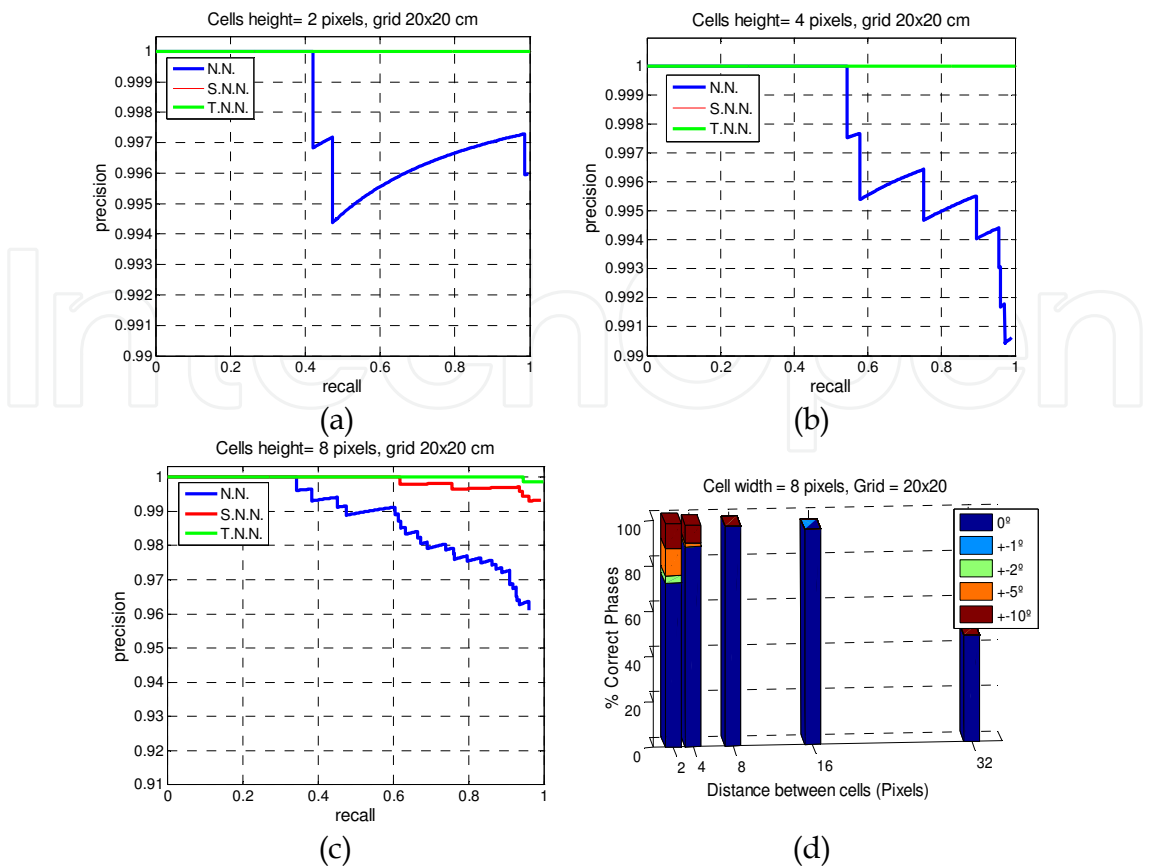 Cells height= 2 pixels, grid 20x20 cm
1
0.999
0.998
0.997
0.996
0.995
0.994
0.993
0.992
0.991
0.99
precision
N.N.
S.N.N.
T.N.N.
0 0.2 0.4 0.6 0.8 1
recall
(a)
Cells height= 4 pixels, grid 20x20 cm
1
0.999
0.998
0.997
0.996
0.995
0.994
0.993
0.992
0.991
0.99
precision
N.N.
S.N.N.
T.N.N.
0 0.2 0.4 0.6 0.8 1
recall
(b)
IntechOpen
Cells height= 8 pixels, grid 20x20 cm
1
0.99
0.98
0.97
0.96
0.95
0.94
0.93
0.92
0.91
precision
N.N.
S.N.N.
T.N.N.
0 0.2 0.4 0.6 0.8 1
recall
(c)
Cell width = 8 pixels, Grid = 20x20
100
80
60
40
20
0
% Correct Phases
0º
+-1º
+-2º
+-5º
+-10º
2 4 8 16 32
Distance between cells (Pixels)
(d)